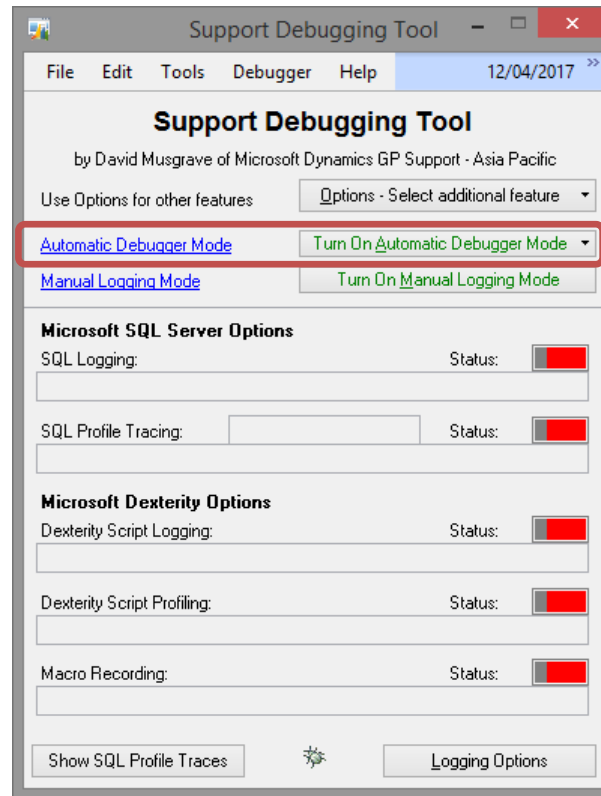 Support Debugging Tool
File Edit Tools Debugger Help 12/04/2017 »
Support Debugging Tool
by David Musgrave of Microsoft Dynamics GP Support - Asia Pacific
Use Options for other features Options - Select additional feature
Automatic Debugger Mode Turn On Automatic Debugger Mode
Manual Logging Mode Turn On Manual Logging Mode
Microsoft SQL Server Options
SQL Logging: Status:
SQL Profile Tracing: Status:
Microsoft Dexterity Options
Dexterity Script Logging: Status:
Dexterity Script Profiling: Status:
Macro Recording: Status:
Show SQL Profile Traces Logging Options